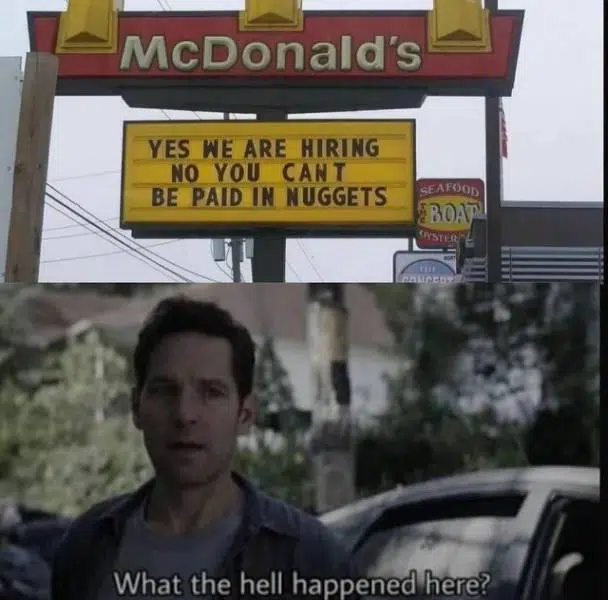 McDonald's
YES WE ARE HIRING
NO YOU CANT
BE PAID IN NUGGETS
SEAFOOD
BOAT
OYSTER
What the hell happened here?